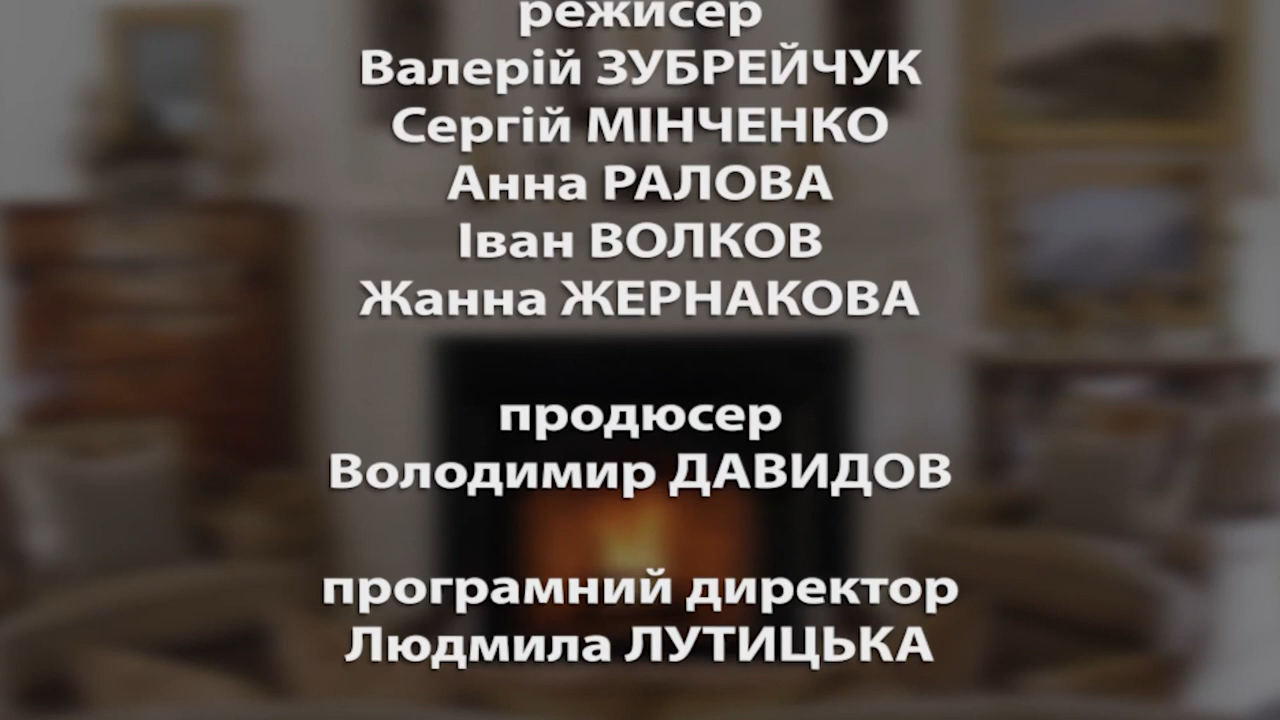 режисер
Валерій ЗУБРЕЙЧУК
Сергій МІНЧЕНКО
Анна РАЛОВА
Іван ВОЛКОВ
Жанна ЖЕРНАКОВА
продюсер
Володимир ДАВИДОВ
програмний директор
Людмила ЛУТИЦЬКА